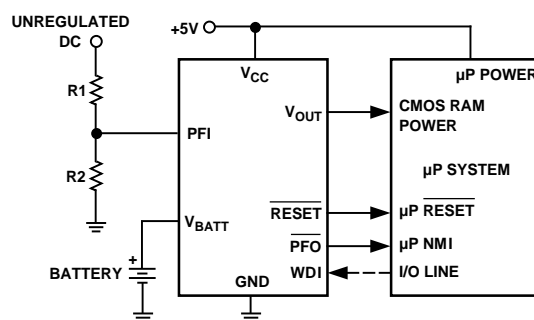 UNREGULATED
DC
R1
R2
+5V
VCC
VOUT
PFI
VBATT
BATTERY
+
RESET
PFO
WDI
GND
µP POWER
CMOS RAM
POWER
µP SYSTEM
µP RESET
µP NMI
I/O LINE